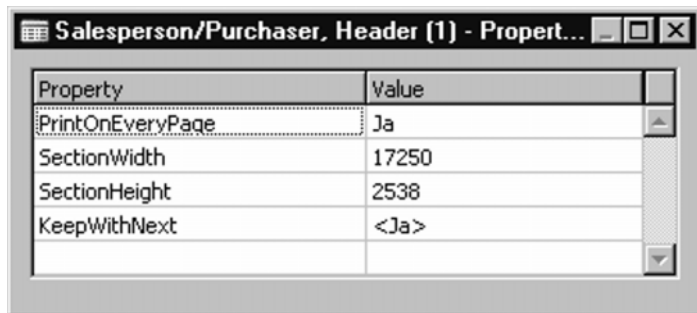 Salesperson/Purchaser, Header (1) - Propert...
Property Value
PrintOnEveryPage Ja
SectionWidth 17250
SectionHeight 2538
KeepWithNext <Ja>